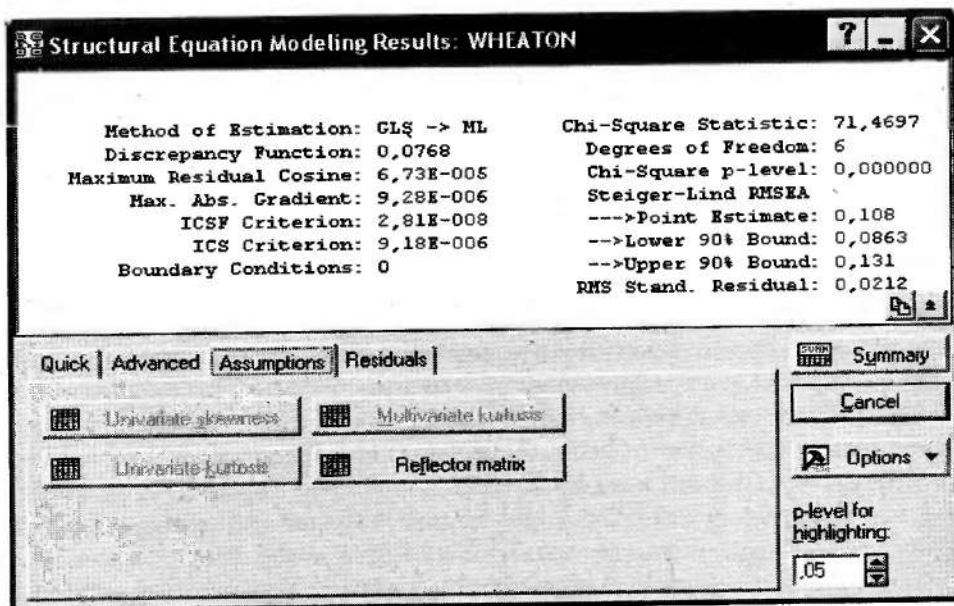 Structural Equation Modeling Results: WHEATON
Method of Estimation: GLS -> ML
Discrepancy Function: 0,0768
Maximum Residual Cosine: 6,73E-005
Max. Abs. Gradient: 9,28E-006
ICSF Criterion: 2,81E-008
ICS Criterion: 9,18E-006
Boundary Conditions: 0
Chi-Square Statistic: 71,4697
Degrees of Freedom: 6
Chi-Square p-level: 0,000000
Steiger-Lind RMSEA
--->Point Estimate: 0,108
-->Lower 90% Bound: 0,0863
-->Upper 90% Bound: 0,131
RMS Stand. Residual: 0,0212
Quick Advanced Assumptions Residuals
Univariate skewness Multivariate kurtosis
Univariate kurtosis Reflector matrix
Summary
Cancel
Options
p-level for
highlighting:
,05